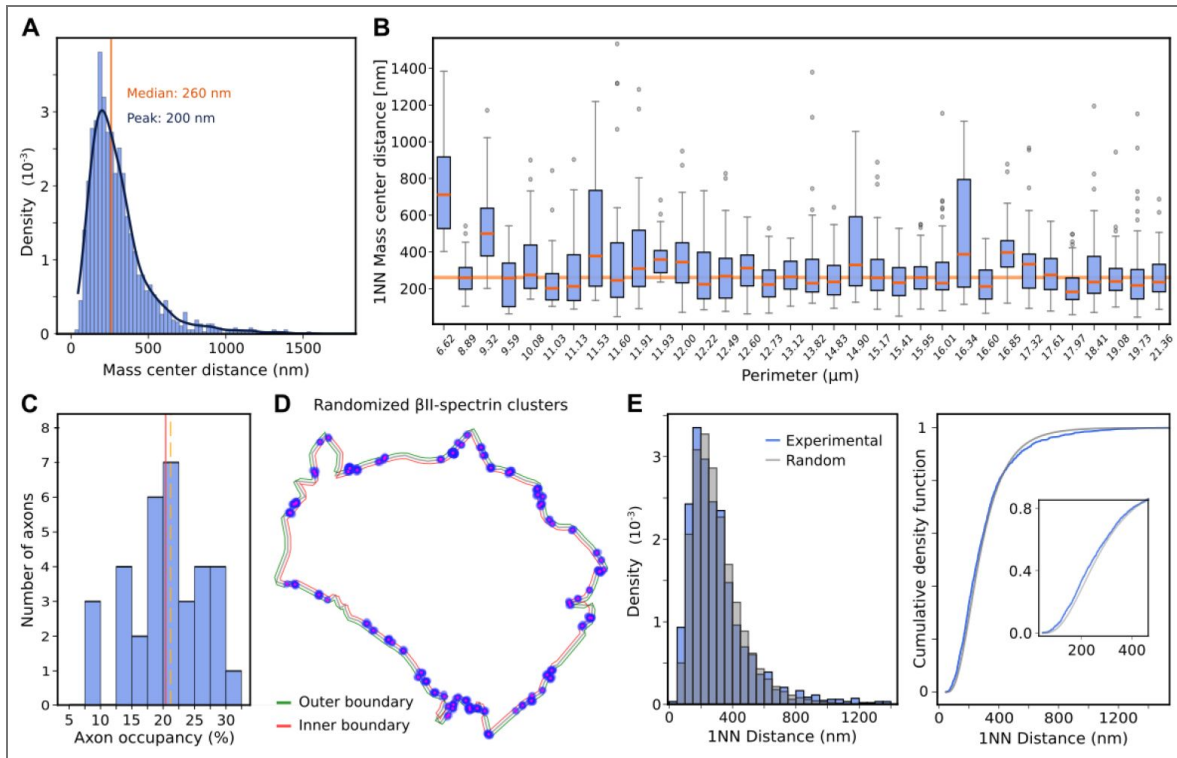 A
Median: 260 nm
Peak: 200 nm
Density (10⁻³)
3
2
1
0
0 500 1000 1500
Mass center distance (nm)
B
1NN Mass center distance [nm]
1400
1200
1000
800
600
400
200
6.62 8.89 9.32 9.59 10.08 11.03 11.13 11.53 11.60 11.91 11.93 12.00 12.22 12.49 12.60 12.73 13.12 13.82 14.83 14.90 15.17 15.41 15.95 16.01 16.34 16.60 16.85 17.32 17.61 17.97 18.41 19.08 19.73 21.36
Perimeter (µm)
C
Number of axons
8
7
6
5
4
3
2
1
0
5 10 15 20 25 30
Axon occupancy (%)
D
Randomized βII-spectrin clusters
Outer boundary
Inner boundary
E
Experimental
Random
Density (10⁻³)
3
2
1
0
0 400 800 1200
1NN Distance (nm)
Cumulative density function
1
0
0.8
0.4
0.0
200 400
0 400 800 1200
1NN Distance (nm)